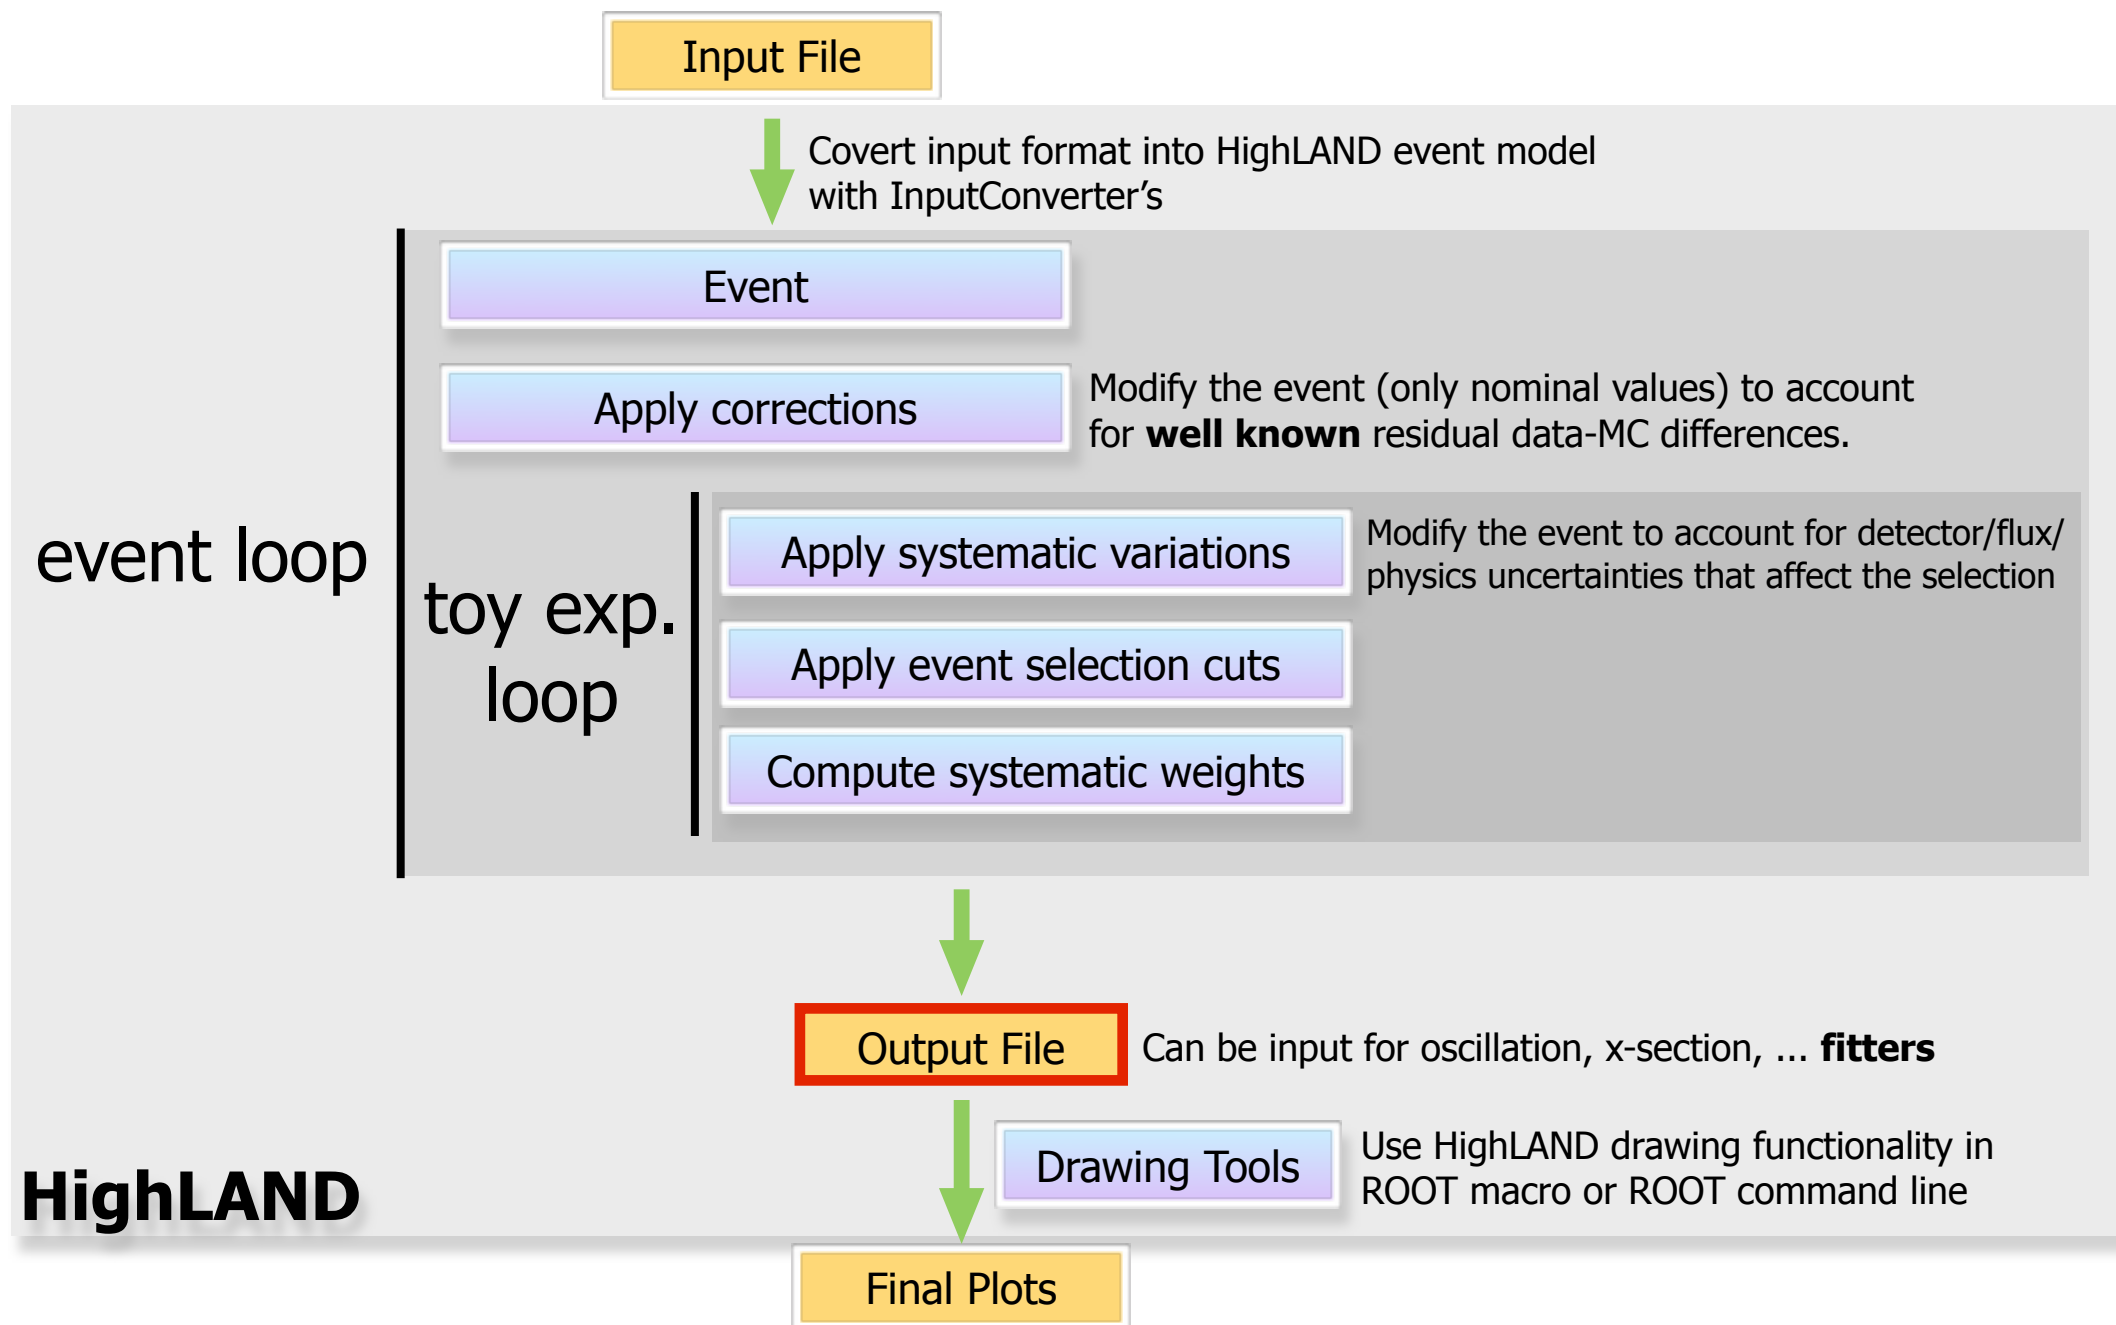 Input File
Covert input format into HighLAND event model
with InputConverter’s
Event
Apply corrections
Modify the event (only nominal values) to account
for well known residual data-MC differences.
event loop
toy exp.
loop
Apply systematic variations
Modify the event to account for detector/flux/
physics uncertainties that affect the selection
Apply event selection cuts
Compute systematic weights
Output File
Can be input for oscillation, x-section, ... fitters
Drawing Tools
Use HighLAND drawing functionality in
ROOT macro or ROOT command line
HighLAND
Final Plots